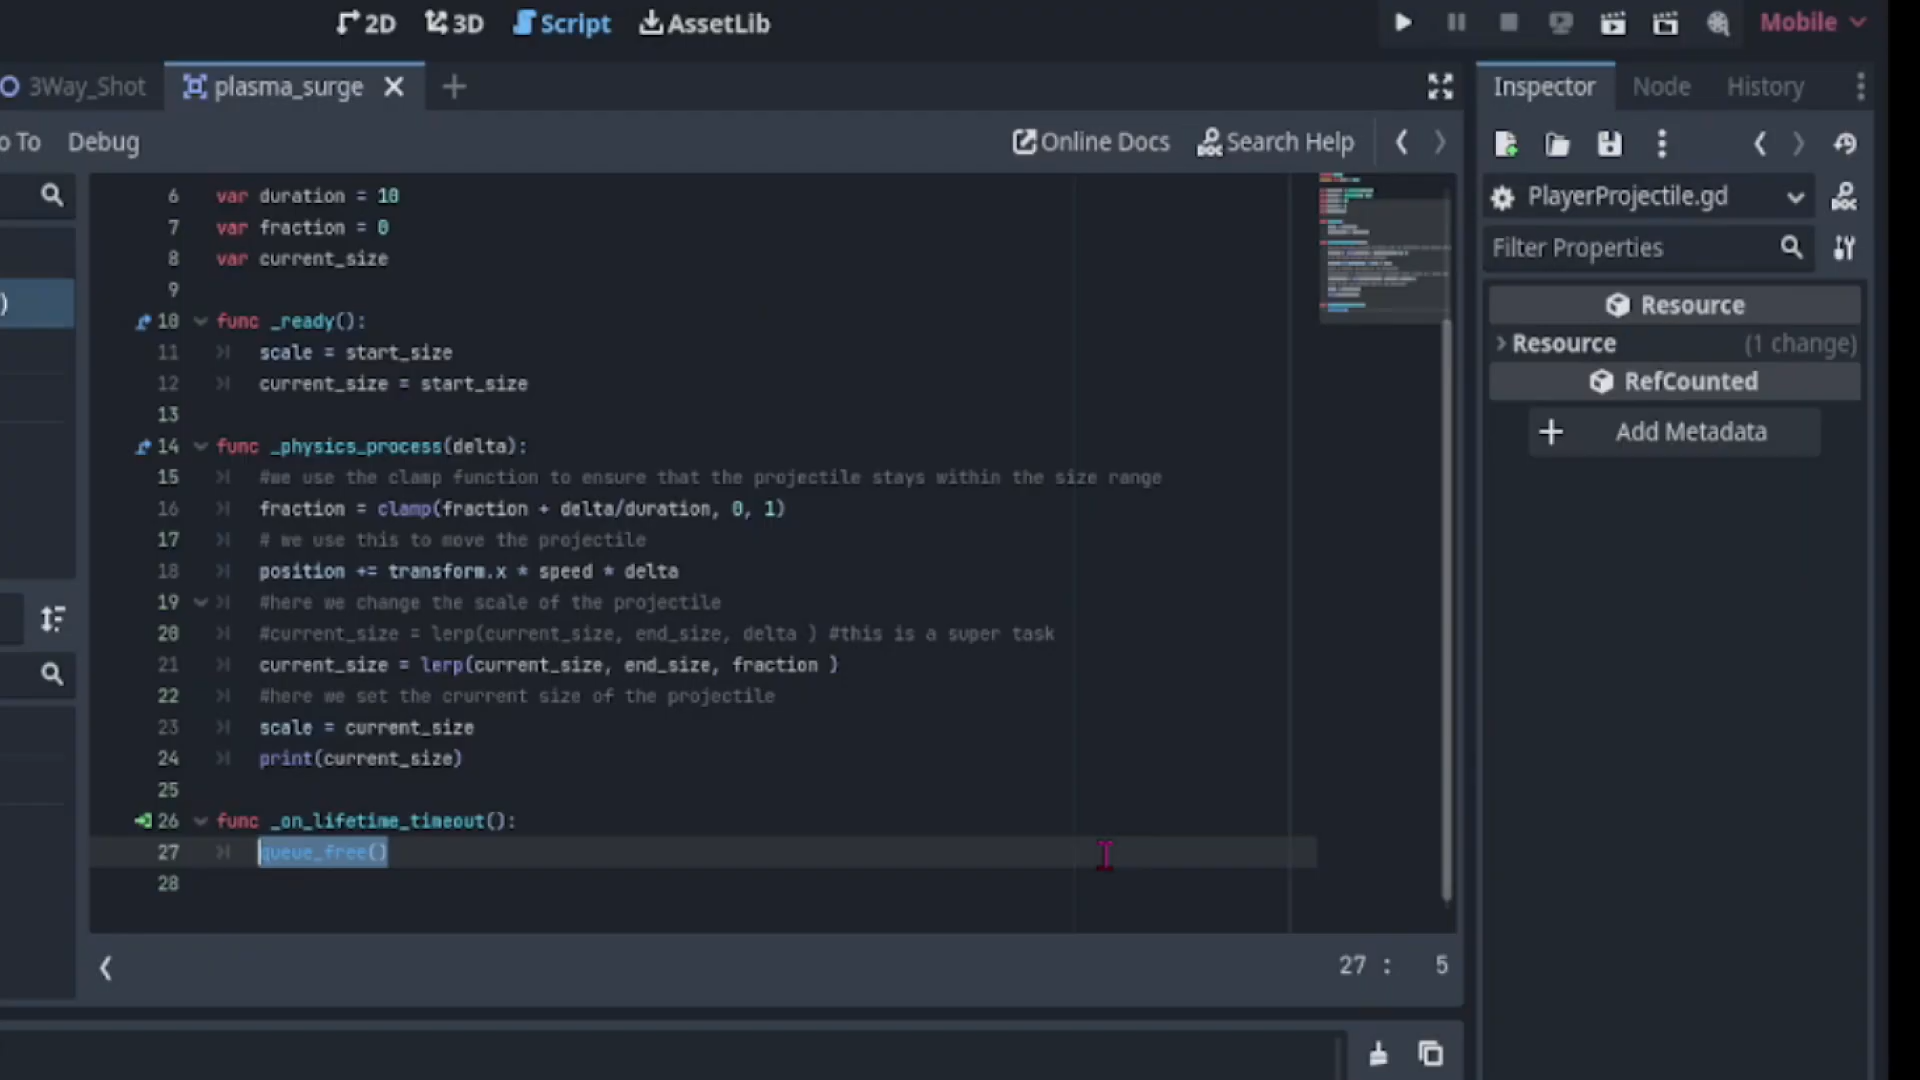 2D 3D Script AssetLib Mobile
3Way_Shot plasma_surge Inspector Node History
o To Debug Online Docs Search Help
PlayerProjectile.gd
Filter Properties
Resource
Resource (1 change)
RefCounted
Add Metadata
6 var duration = 10
7 var fraction = 0
8 var current_size
9
10 func _ready():
11 scale = start_size
12 current_size = start_size
13
14 func _physics_process(delta):
15 #we use the clamp function to ensure that the projectile stays within the size range
16 fraction = clamp(fraction + delta/duration, 0, 1)
17 # we use this to move the projectile
18 position += transform.x * speed * delta
19 #here we change the scale of the projectile
20 #current_size = lerp(current_size, end_size, delta ) #this is a super task
21 current_size = lerp(current_size, end_size, fraction )
22 #here we set the crurrent size of the projectile
23 scale = current_size
24 print(current_size)
25
26 func _on_lifetime_timeout():
27 queue_free()
28
)
27 : 5